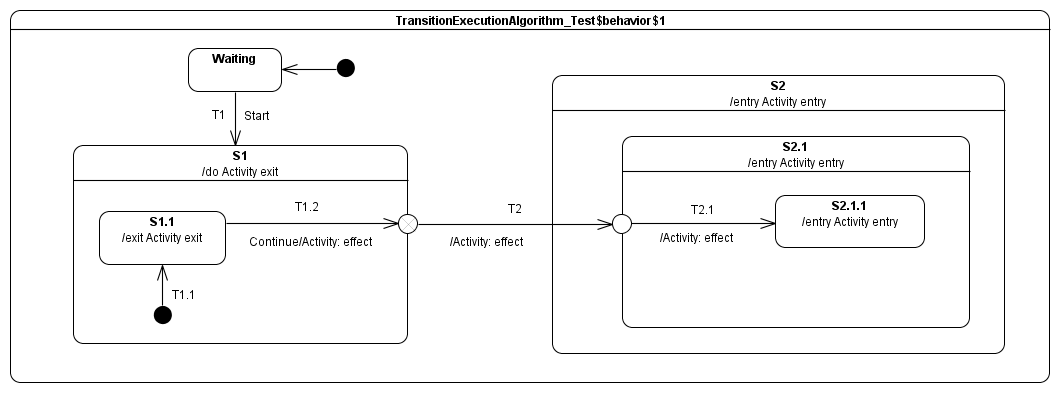 TransitionExecutionAlgorithm_Test$behavior$1
Waiting
T1
Start
S1
/do Activity exit
S1.1
/exit Activity exit
T1.1
T1.2
Continue/Activity: effect
T2
/Activity: effect
S2
/entry Activity entry
S2.1
/entry Activity entry
T2.1
/Activity: effect
S2.1.1
/entry Activity entry